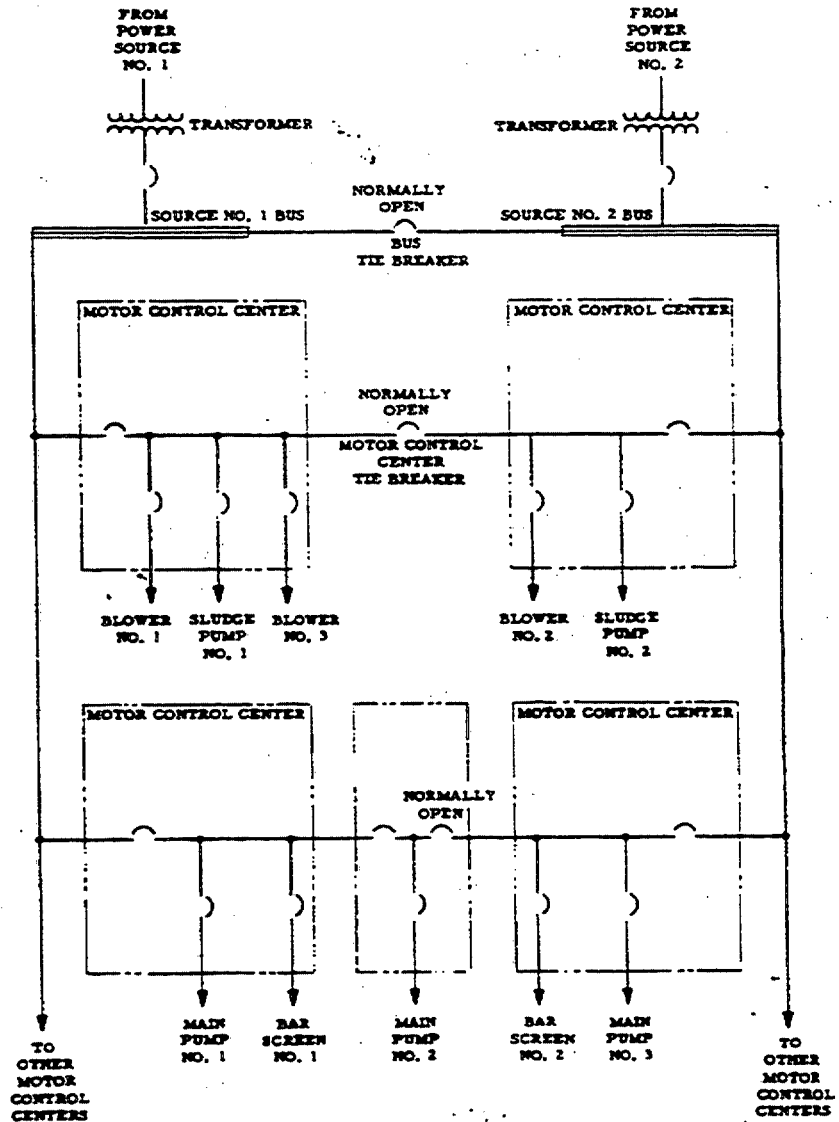 FROM
POWER
SOURCE
NO. 1
FROM
POWER
SOURCE
NO. 2
TRANSFORMER
TRANSFORMER
SOURCE NO. 1 BUS
NORMALLY
OPEN
BUS
TIE BREAKER
SOURCE NO. 2 BUS
MOTOR CONTROL CENTER
MOTOR CONTROL CENTER
NORMALLY
OPEN
MOTOR CONTROL
CENTER
TIE BREAKER
BLOWER
NO. 1
SLUDGE
PUMP
NO. 1
BLOWER
NO. 3
BLOWER
NO. 2
SLUDGE
PUMP
NO. 2
MOTOR CONTROL CENTER
MOTOR CONTROL CENTER
NORMALLY
OPEN
TO
OTHER
MOTOR
CONTROL
CENTERS
MAIN
PUMP
NO. 1
BAR
SCREEN
NO. 1
MAIN
PUMP
NO. 2
BAR
SCREEN
NO. 2
MAIN
PUMP
NO. 3
TO
OTHER
MOTOR
CONTROL
CENTERS